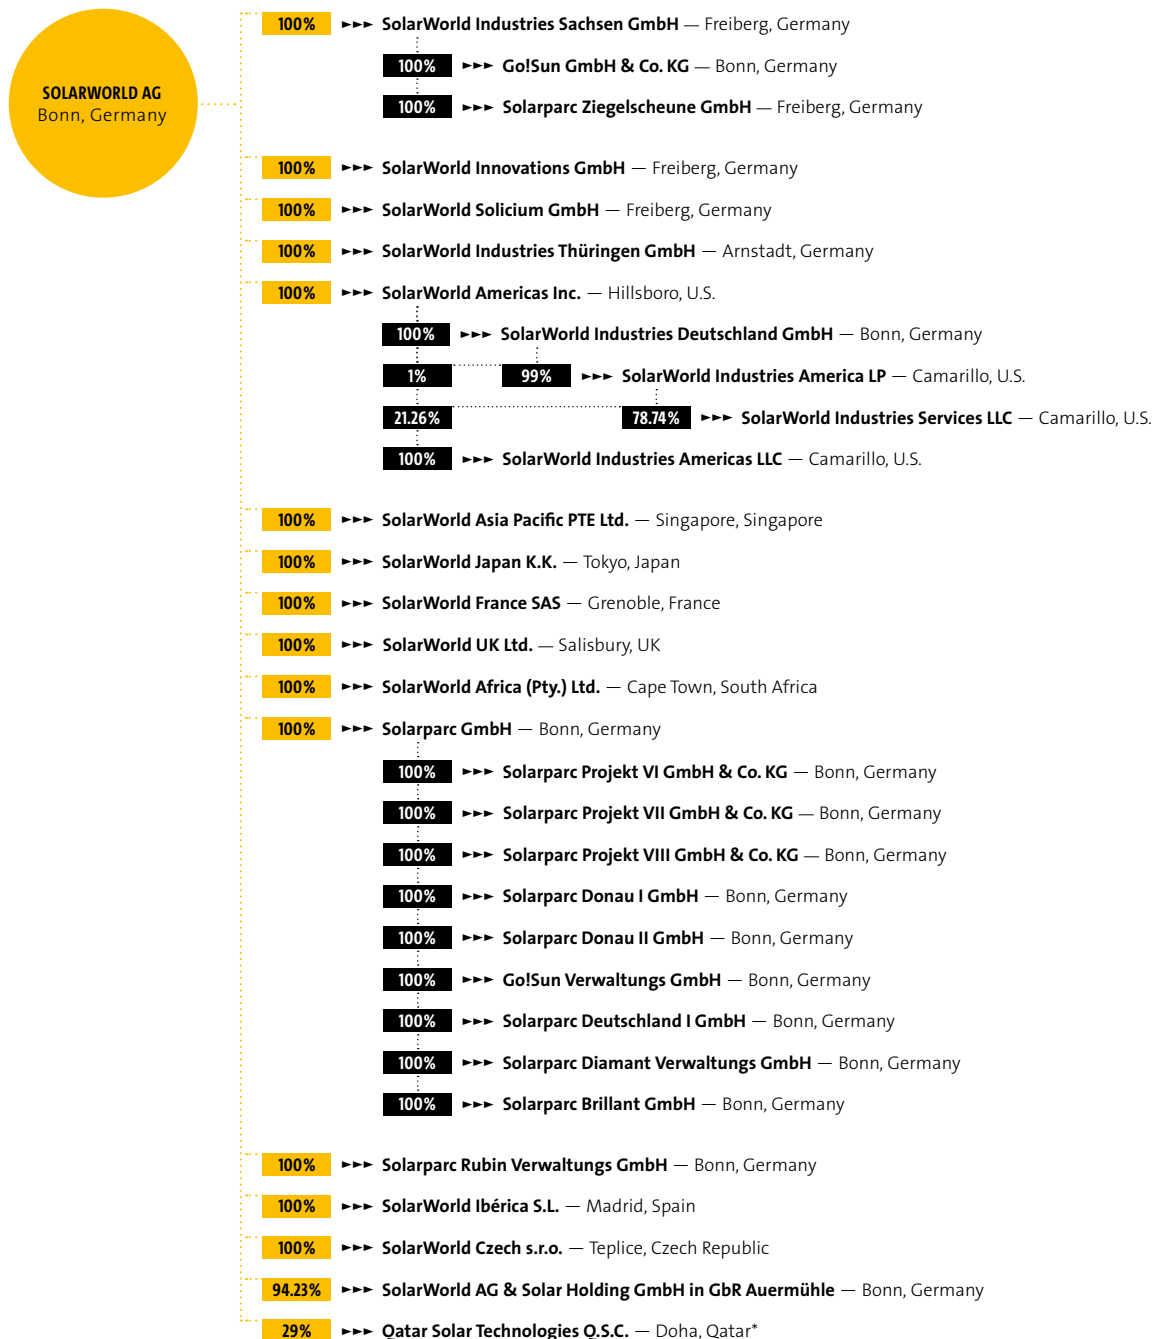 SOLARWORLD AG
Bonn, Germany
100% ►►► SolarWorld Industries Sachsen GmbH — Freiberg, Germany
100% ►►► Go!Sun GmbH & Co. KG — Bonn, Germany
100% ►►► Solarparc Ziegelscheune GmbH — Freiberg, Germany
100% ►►► SolarWorld Innovations GmbH — Freiberg, Germany
100% ►►► SolarWorld Solicium GmbH — Freiberg, Germany
100% ►►► SolarWorld Industries Thüringen GmbH — Arnstadt, Germany
100% ►►► SolarWorld Americas Inc. — Hillsboro, U.S.
100% ►►► SolarWorld Industries Deutschland GmbH — Bonn, Germany
1% 99% ►►► SolarWorld Industries America LP — Camarillo, U.S.
21.26% 78.74% ►►► SolarWorld Industries Services LLC — Camarillo, U.S.
100% ►►► SolarWorld Industries Americas LLC — Camarillo, U.S.
100% ►►► SolarWorld Asia Pacific PTE Ltd. — Singapore, Singapore
100% ►►► SolarWorld Japan K.K. — Tokyo, Japan
100% ►►► SolarWorld France SAS — Grenoble, France
100% ►►► SolarWorld UK Ltd. — Salisbury, UK
100% ►►► SolarWorld Africa (Pty.) Ltd. — Cape Town, South Africa
100% ►►► Solarparc GmbH — Bonn, Germany
100% ►►► Solarparc Projekt VI GmbH & Co. KG — Bonn, Germany
100% ►►► Solarparc Projekt VII GmbH & Co. KG — Bonn, Germany
100% ►►► Solarparc Projekt VIII GmbH & Co. KG — Bonn, Germany
100% ►►► Solarparc Donau I GmbH — Bonn, Germany
100% ►►► Solarparc Donau II GmbH — Bonn, Germany
100% ►►► Go!Sun Verwaltungs GmbH — Bonn, Germany
100% ►►► Solarparc Deutschland I GmbH — Bonn, Germany
100% ►►► Solarparc Diamant Verwaltungs GmbH — Bonn, Germany
100% ►►► Solarparc Brillant GmbH — Bonn, Germany
100% ►►► Solarparc Rubin Verwaltungs GmbH — Bonn, Germany
100% ►►► SolarWorld Ibérica S.L. — Madrid, Spain
100% ►►► SolarWorld Czech s.r.o. — Teplice, Czech Republic
94.23% ►►► SolarWorld AG & Solar Holding GmbH in GbR Auermühle — Bonn, Germany
29% ►►► Qatar Solar Technologies Q.S.C. — Doha, Qatar*